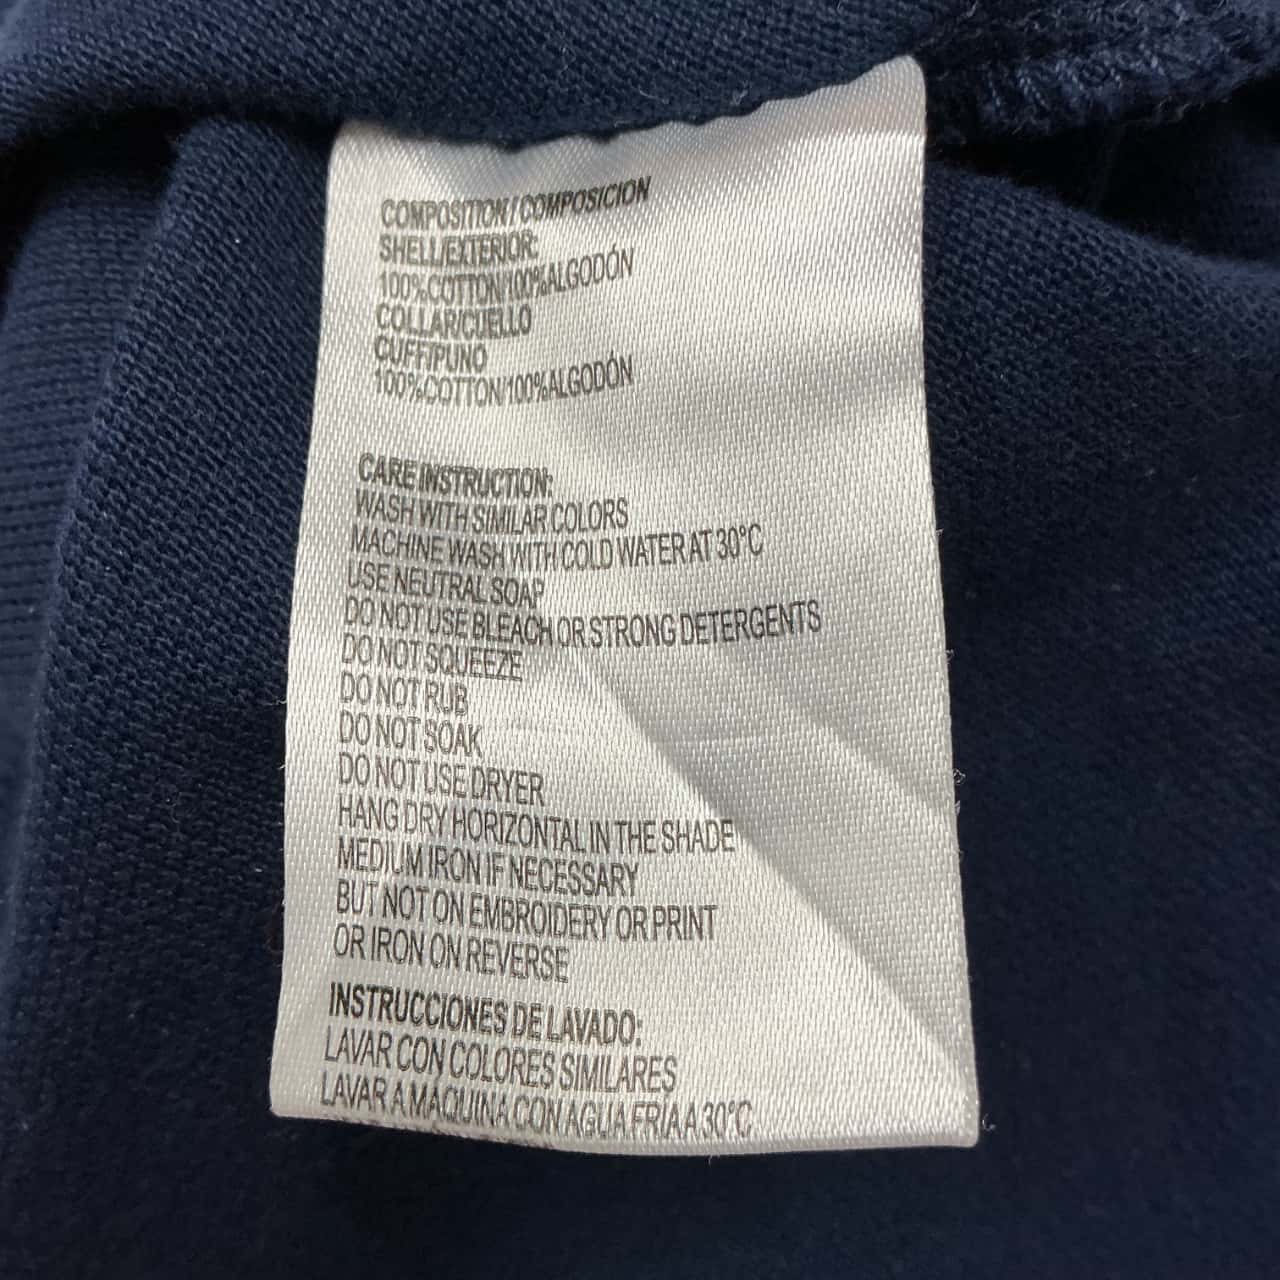 COMPOSITION/COMPOSICION
SHELL/EXTERIOR:
100%COTTON/100%ALGODÓN
COLLAR/CUELLO
CUFF/PUNO
100%COTTON/100%ALGODÓN
CARE INSTRUCTION:
WASH WITH SIMILAR COLORS
MACHINE WASH WITH COLD WATER AT 30°C
USE NEUTRAL SOAP
DO NOT USE BLEACH OR STRONG DETERGENTS
DO NOT SQUEEZE
DO NOT RUB
DO NOT SOAK
DO NOT USE DRYER
HANG DRY HORIZONTAL IN THE SHADE
MEDIUM IRON IF NECESSARY
BUT NOT ON EMBROIDERY OR PRINT
OR IRON ON REVERSE
INSTRUCCIONES DE LAVADO:
LAVAR CON COLORES SIMILARES
LAVAR A MAQUINA CON AGUA FRIA A 30°C